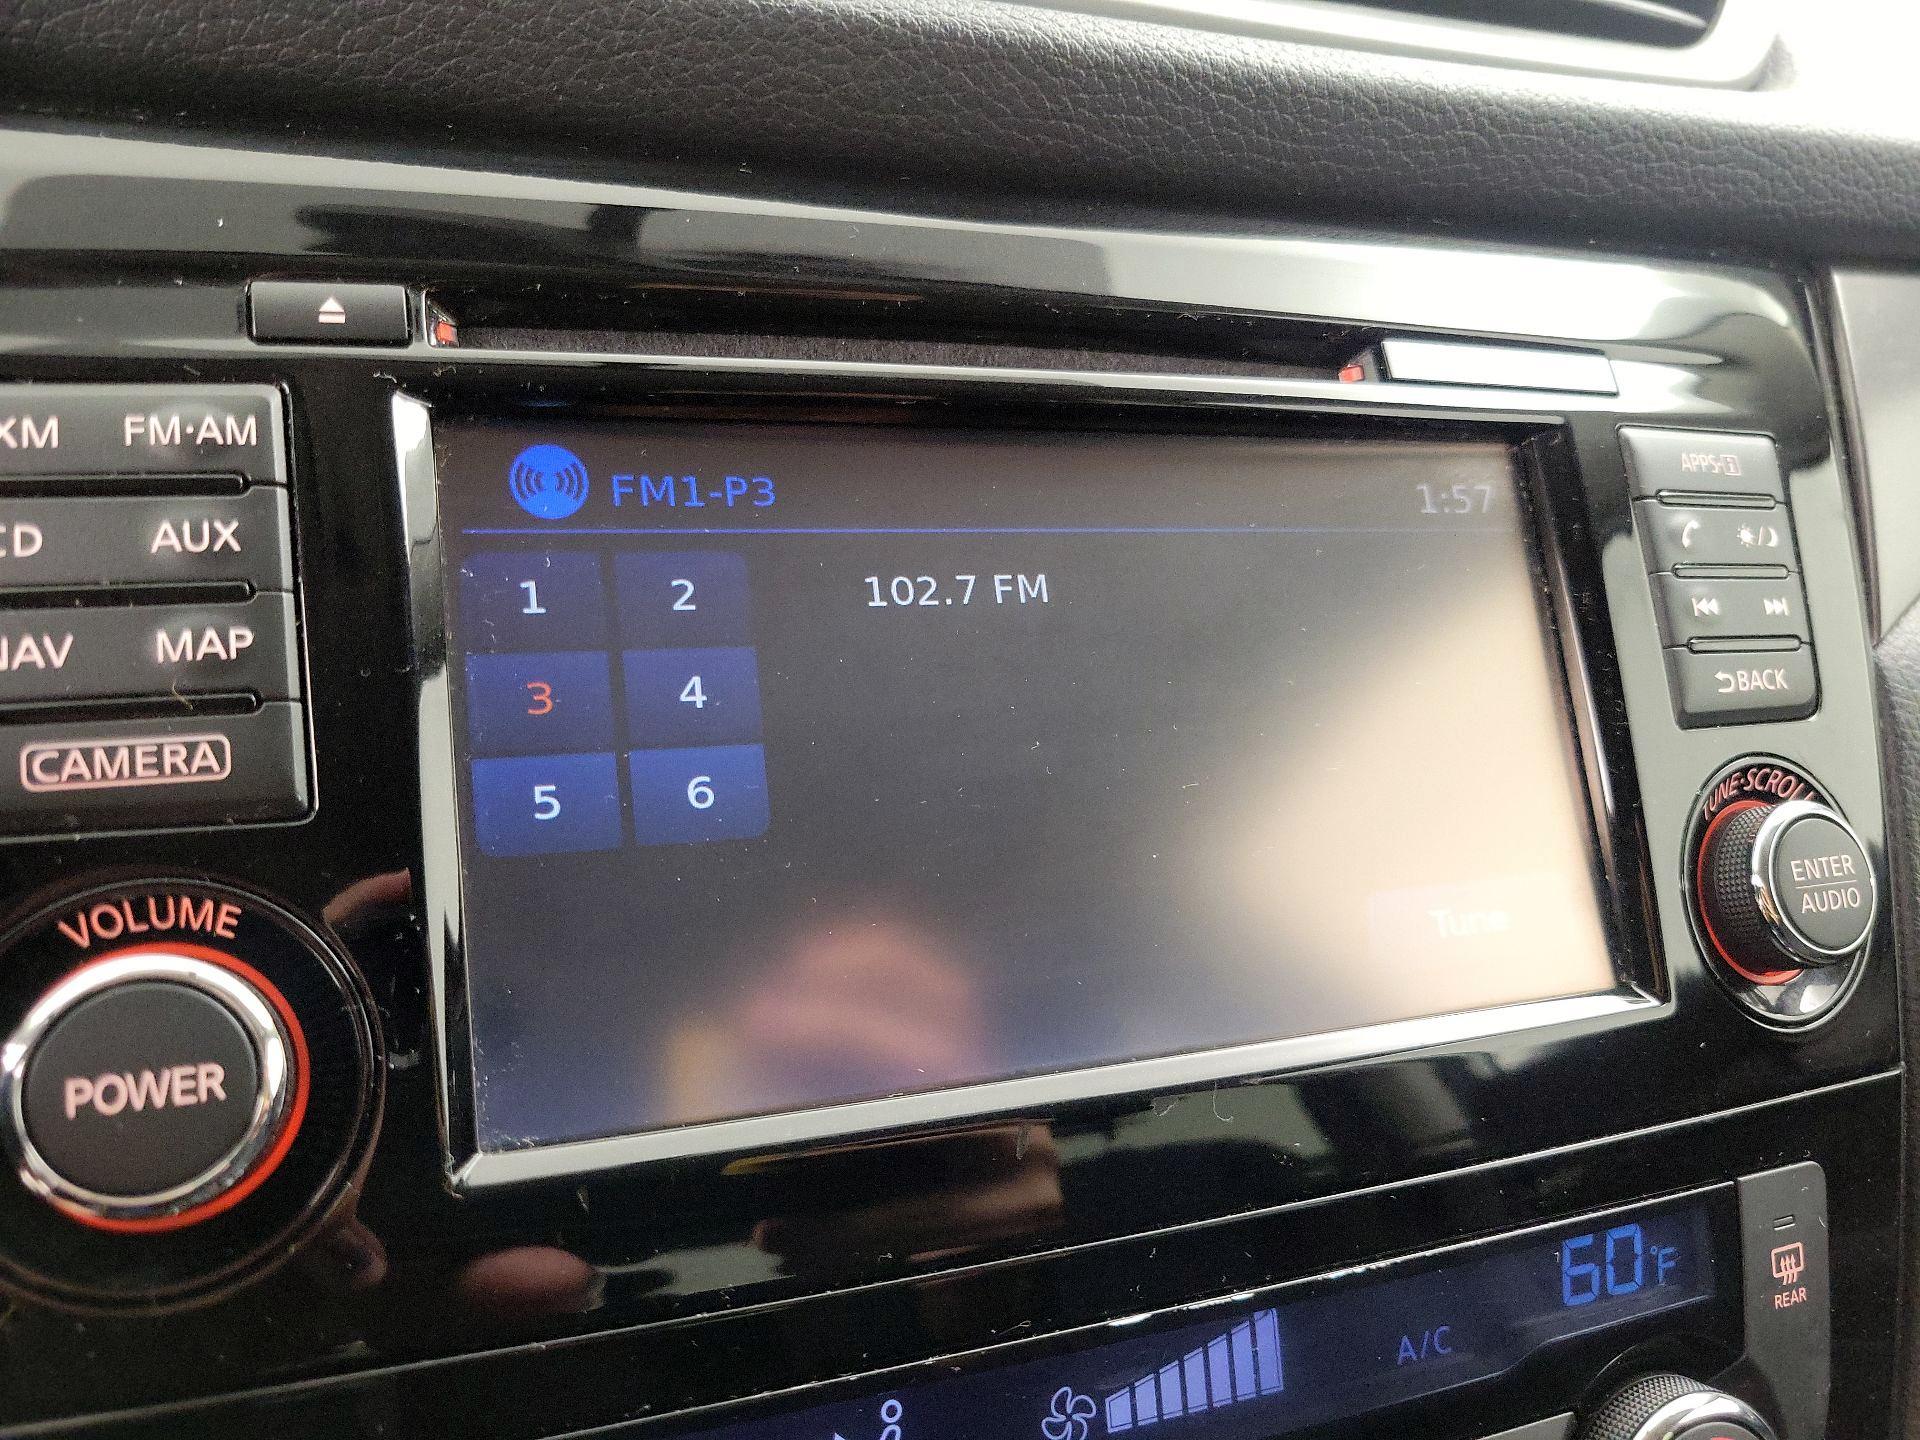 XM FM·AM
CD AUX
NAV MAP
CAMERA
VOLUME
POWER
FM1-P3 1:57
1 2 102.7 FM
3 4
5 6
Tune
APPS-i
BACK
TUNE·SCROLL
ENTER
AUDIO
60°F
A/C
REAR